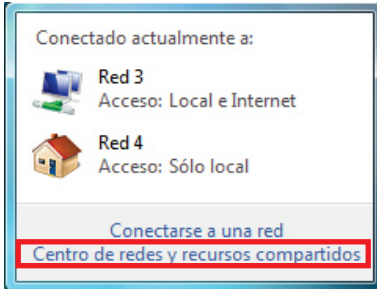 Conectado actualmente a:
Red 3
Acceso: Local e Internet
Red 4
Acceso: Sólo local
Conectarse a una red
Centro de redes y recursos compartidos